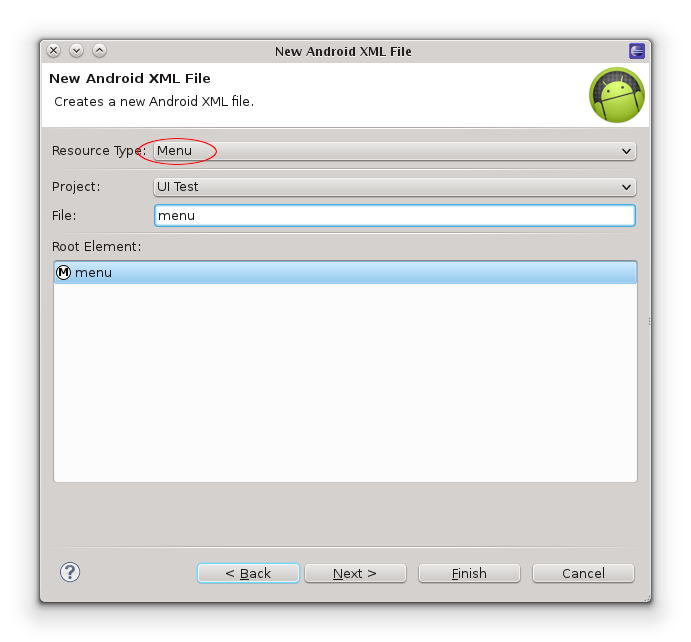 New Android XML File
New Android XML File
Creates a new Android XML file.
Resource Type: Menu
Project: UI Test
File: menu
Root Element:
M menu
? < Back Next > Finish Cancel